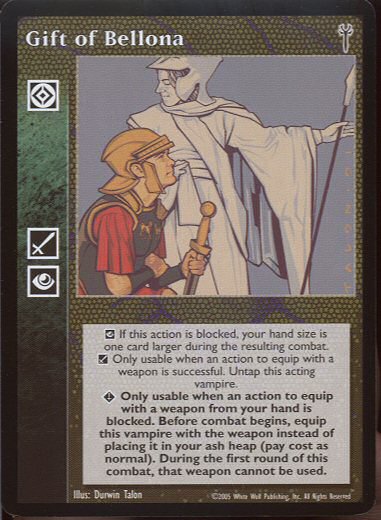 Gift of Bellona
If this action is blocked, your hand size is
one card larger during the resulting combat.
Only usable when an action to equip with a
weapon is successful. Untap this acting
vampire.
Only usable when an action to equip
with a weapon from your hand is
blocked. Before combat begins, equip
this vampire with the weapon instead of
placing it in your ash heap (pay cost as
normal). During the first round of this
combat, that weapon cannot be used.
TALON
Illus: Durwin Talon
©2005 White Wolf Publishing, Inc. All Rights Reserved